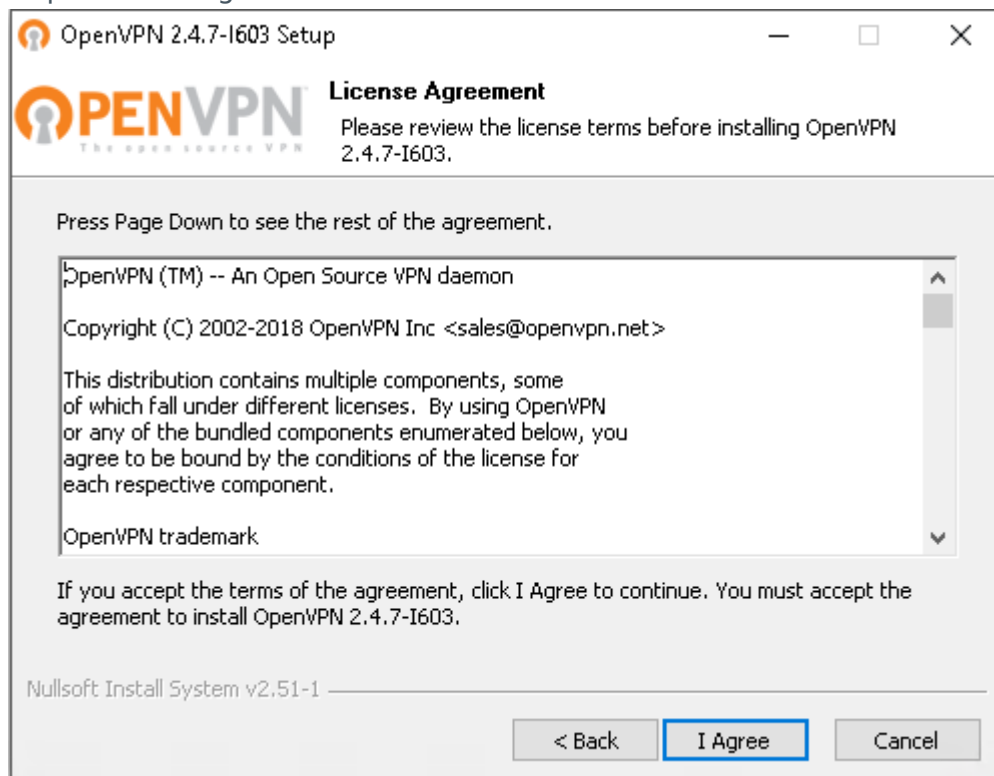 OpenVPN 2.4.7-I603 Setup
OPENVPN
The open source VPN
License Agreement
Please review the license terms before installing OpenVPN
2.4.7-I603.
Press Page Down to see the rest of the agreement.
OpenVPN (TM) -- An Open Source VPN daemon
Copyright (C) 2002-2018 OpenVPN Inc <sales@openvpn.net>
This distribution contains multiple components, some
of which fall under different licenses.  By using OpenVPN
or any of the bundled components enumerated below, you
agree to be bound by the conditions of the license for
each respective component.
OpenVPN trademark
If you accept the terms of the agreement, click I Agree to continue. You must accept the
agreement to install OpenVPN 2.4.7-I603.
Nullsoft Install System v2.51-1
< Back
I Agree
Cancel